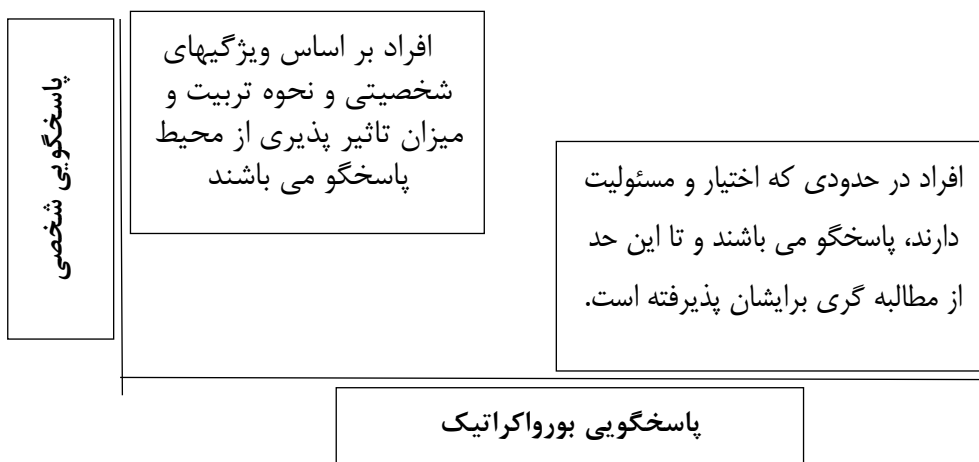 پاسخگویی شخصی
افراد بر اساس ویژگیهای
شخصیتی و نحوه تربیت و
میزان تاثیر پذیری از محیط
پاسخگو می باشند
افراد در حدودی که اختیار و مسئولیت
دارند، پاسخگو می باشند و تا این حد
از مطالبه گری برایشان پذیرفته است.
پاسخگویی بورواکراتیک